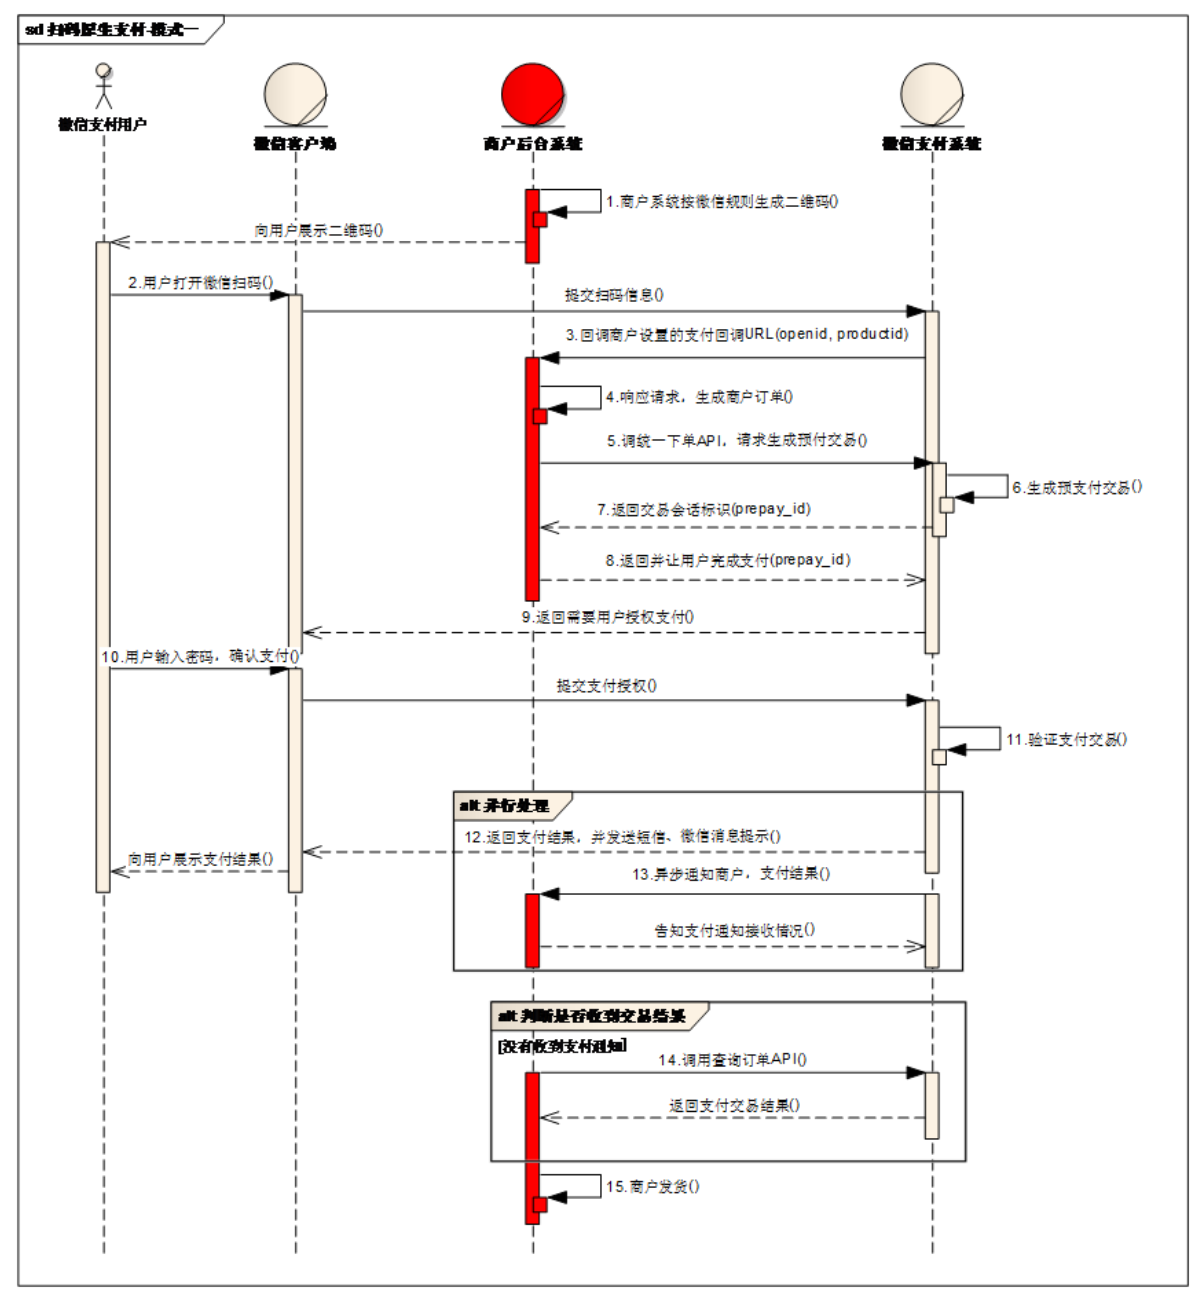 sd 扫码原生支付-模式一
微信支付用户
微信客户端
商户后台系统
微信支付系统
1.商户系统按微信规则生成二维码()
向用户展示二维码()
2.用户打开微信扫码()
提交扫码信息()
3.回调商户设置的支付回调URL(openid, productid)
4.响应请求，生成商户订单()
5.调统一下单API，请求生成预付交易()
6.生成预支付交易()
7.返回交易会话标识(prepay_id)
8.返回并让用户完成支付(prepay_id)
9.返回需要用户授权支付()
10.用户输入密码，确认支付()
提交支付授权()
11.验证支付交易()
alt 并行处理
12.返回支付结果，并发送短信、微信消息提示()
向用户展示支付结果()
13.异步通知商户，支付结果()
告知支付通知接收情况()
alt 判断是否收到交易结果
[没有收到支付通知]
14.调用查询订单API()
返回支付交易结果()
15.商户发货()